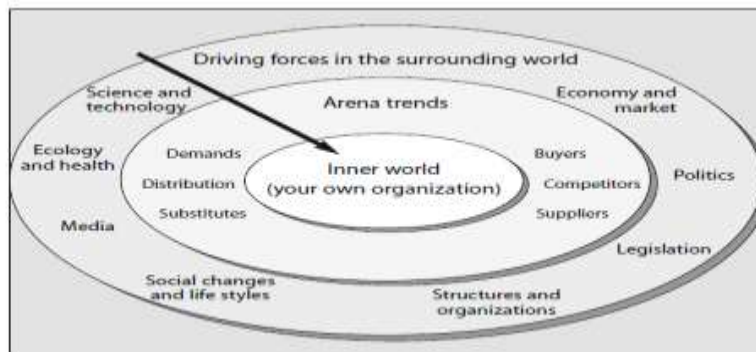 Driving forces in the surrounding world
Science and
technology
Arena trends
Economy and
market
Ecology
and health
Demands
Distribution
Substitutes
Inner world
(your own organization)
Buyers
Competitors
Suppliers
Politics
Media
Legislation
Social changes
and life styles
Structures and
organizations